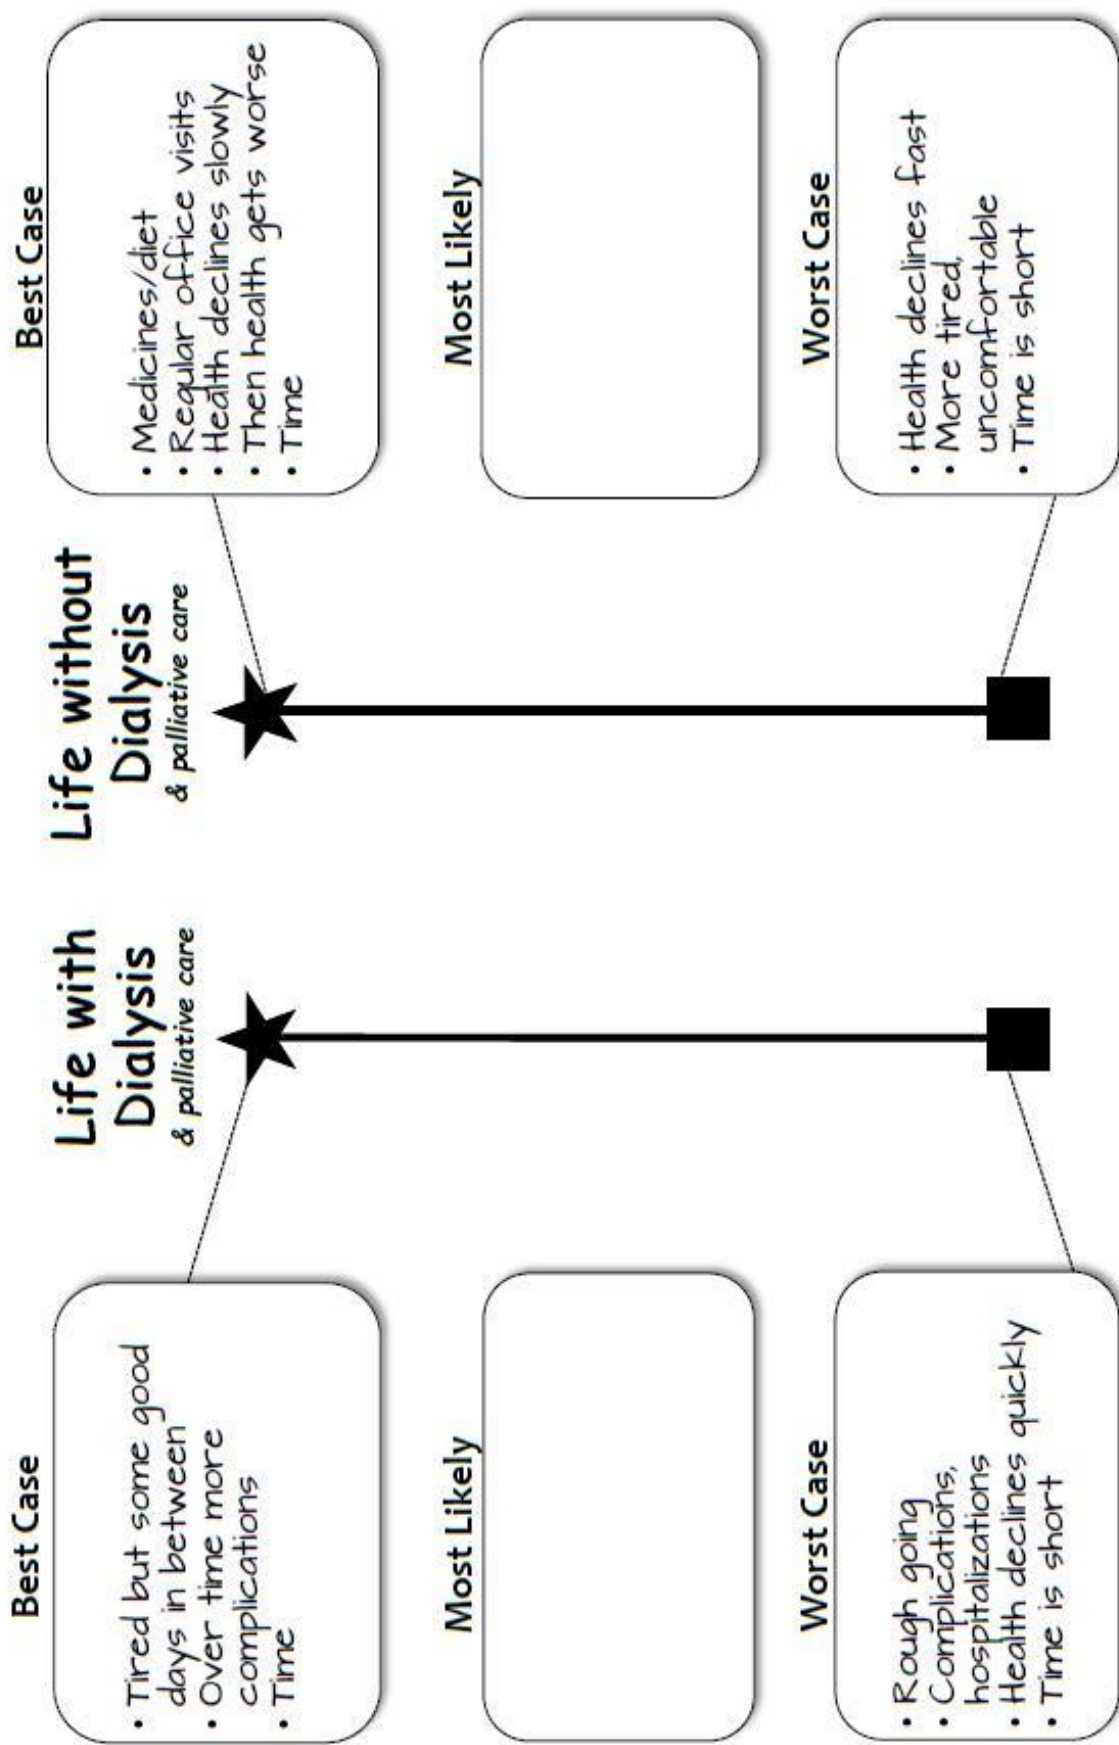 Best Case
• Tired but some good
days in between
• Over time more
complications
• Time
Most Likely
Worst Case
• Rough going
• Complications,
hospitalizations
• Health declines quickly
• Time is short
Life with
Dialysis
& palliative care
Life without
Dialysis
& palliative care
Best Case
• Medicines/diet
• Regular office visits
• Health declines slowly
• Then health gets worse
• Time
Most Likely
Worst Case
• Health declines fast
• More tired,
uncomfortable
• Time is short